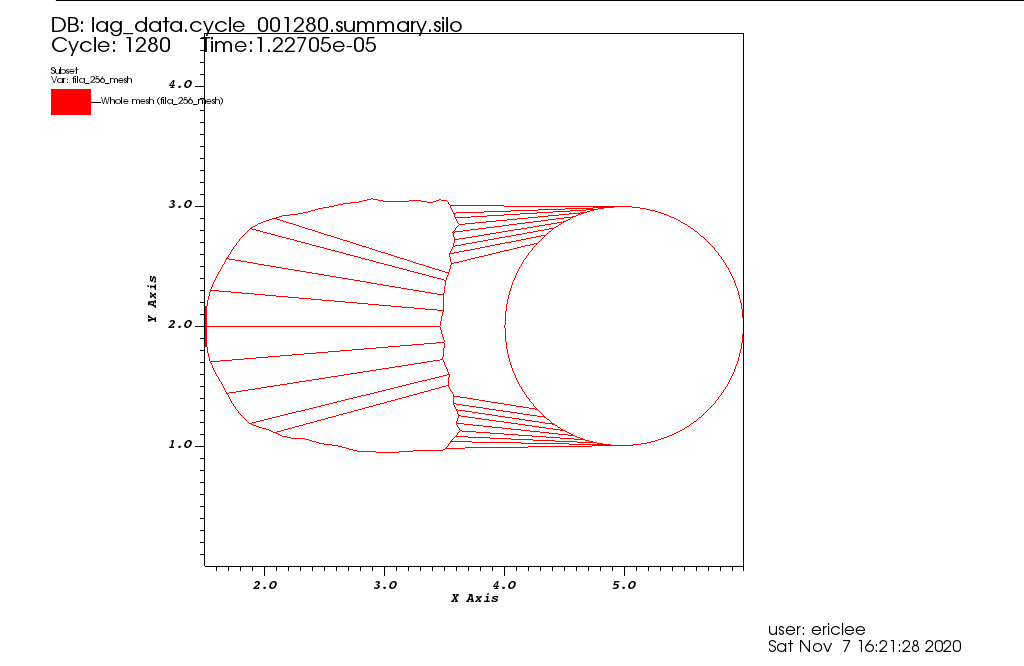 DB: lag_data.cycle_001280.summary.silo
Cycle: 1280 Time:1.22705e-05
Subset
Var: fila_256_mesh
Whole mesh (fila_256_mesh)
4.0
3.0
2.0
1.0
Y Axis
2.0 3.0 4.0 5.0
X Axis
user: ericlee
Sat Nov 7 16:21:28 2020